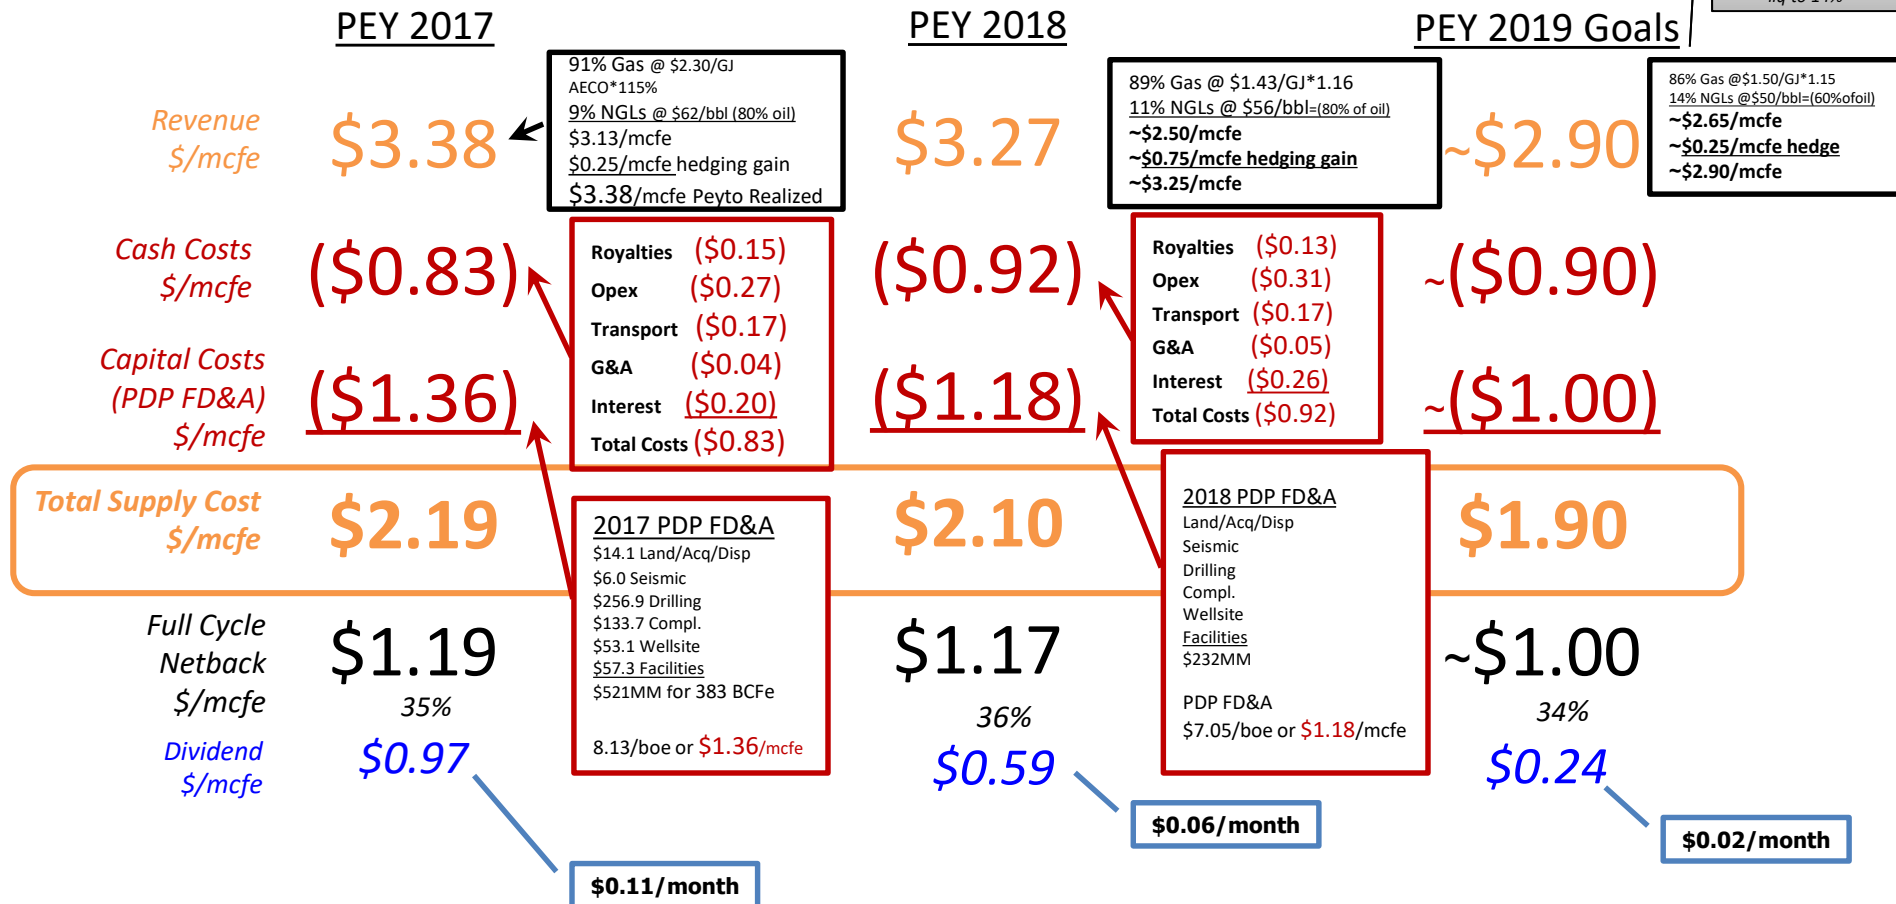 PEY 2017
PEY 2018
PEY 2019 Goals
liq to 14%
Revenue
$/mcfe
$3.38
91% Gas @ $2.30/GJ
AECO*115%
9% NGLs @ $62/bbl (80% oil)
$3.13/mcfe
$0.25/mcfe hedging gain
$3.38/mcfe Peyto Realized
$3.27
89% Gas @ $1.43/GJ*1.16
11% NGLs @ $56/bbl=(80% of oil)
~$2.50/mcfe
~$0.75/mcfe hedging gain
~$3.25/mcfe
~$2.90
86% Gas @$1.50/GJ*1.15
14% NGLs @$50/bbl=(60%ofoil)
~$2.65/mcfe
~$0.25/mcfe hedge
~$2.90/mcfe
Cash Costs
$/mcfe
($0.83)
Royalties ($0.15)
Opex ($0.27)
Transport ($0.17)
G&A ($0.04)
Interest ($0.20)
Total Costs ($0.83)
($0.92)
Royalties ($0.13)
Opex ($0.31)
Transport ($0.17)
G&A ($0.05)
Interest ($0.26)
Total Costs ($0.92)
~($0.90)
Capital Costs
(PDP FD&A)
$/mcfe
($1.36)
($1.18)
~($1.00)
Total Supply Cost
$/mcfe
$2.19
2017 PDP FD&A
$14.1 Land/Acq/Disp
$6.0 Seismic
$256.9 Drilling
$133.7 Compl.
$53.1 Wellsite
$57.3 Facilities
$521MM for 383 BCFe
8.13/boe or $1.36/mcfe
$2.10
2018 PDP FD&A
Land/Acq/Disp
Seismic
Drilling
Compl.
Wellsite
Facilities
$232MM
PDP FD&A
$7.05/boe or $1.18/mcfe
$1.90
Full Cycle
Netback
$/mcfe
$1.19
35%
$1.17
36%
~$1.00
34%
Dividend
$/mcfe
$0.97
$0.59
$0.24
$0.11/month
$0.06/month
$0.02/month